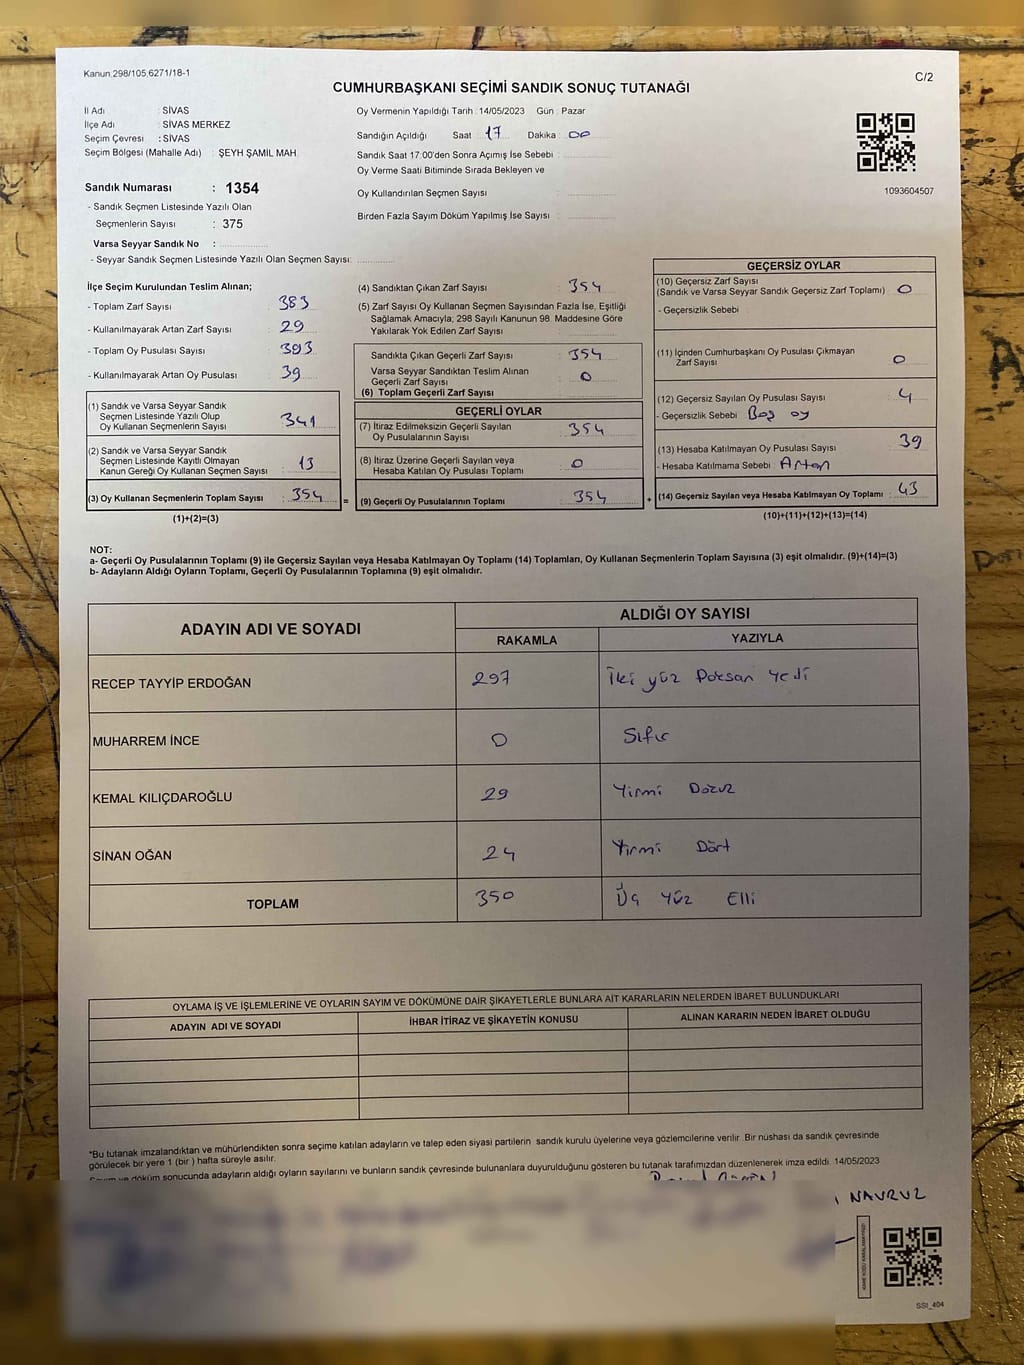 Kanun,298/105,6271/18-1
C/2
CUMHURBAŞKANI SEÇİMİ SANDIK SONUÇ TUTANAĞI
İl Adı : SİVAS
İlçe Adı : SİVAS MERKEZ
Seçim Çevresi : SİVAS
Seçim Bölgesi (Mahalle Adı) : ŞEYH ŞAMİL MAH.
Oy Vermenin Yapıldığı Tarih : 14/05/2023 Gün : Pazar
Sandığın Açıldığı Saat : 17 Dakika : 00
Sandık Saat 17:00'den Sonra Açımış İse Sebebi :
Oy Verme Saati Bitiminde Sırada Bekleyen ve
Oy Kullandırılan Seçmen Sayısı :
Birden Fazla Sayım Döküm Yapılmış İse Sayısı :
1093604507
Sandık Numarası : 1354
- Sandık Seçmen Listesinde Yazılı Olan
Seçmenlerin Sayısı : 375
Varsa Seyyar Sandık No :
- Seyyar Sandık Seçmen Listesinde Yazılı Olan Seçmen Sayısı:
İlçe Seçim Kurulundan Teslim Alınan;
- Toplam Zarf Sayısı : 383
- Kullanılmayarak Artan Zarf Sayısı : 29
- Toplam Oy Pusulası Sayısı : 393
- Kullanılmayarak Artan Oy Pusulası : 39
(1) Sandık ve Varsa Seyyar Sandık
Seçmen Listesinde Yazılı Olup
Oy Kullanan Seçmenlerin Sayısı : 341
(2) Sandık ve Varsa Seyyar Sandık
Seçmen Listesinde Kayıtlı Olmayan
Kanun Gereği Oy Kullanan Seçmen Sayısı : 13
(3) Oy Kullanan Seçmenlerin Toplam Sayısı : 354
(1)+(2)=(3)
=
(4) Sandıktan Çıkan Zarf Sayısı : 354
(5) Zarf Sayısı Oy Kullanan Seçmen Sayısından Fazla İse, Eşitliği
Sağlamak Amacıyla; 298 Sayılı Kanunun 98. Maddesine Göre
Yakılarak Yok Edilen Zarf Sayısı :
Sandıkta Çıkan Geçerli Zarf Sayısı : 354
Varsa Seyyar Sandıktan Teslim Alınan
Geçerli Zarf Sayısı : 0
(6) Toplam Geçerli Zarf Sayısı
GEÇERLİ OYLAR
(7) İtiraz Edilmeksizin Geçerli Sayılan
Oy Pusulalarının Sayısı : 354
(8) İtiraz Üzerine Geçerli Sayılan veya
Hesaba Katılan Oy Pusulası Toplamı : 0
(9) Geçerli Oy Pusulalarının Toplamı : 354
+
GEÇERSİZ OYLAR
(10) Geçersiz Zarf Sayısı
(Sandık ve Varsa Seyyar Sandık Geçersiz Zarf Toplamı) : 0
- Geçersizlik Sebebi :
(11) İçinden Cumhurbaşkanı Oy Pusulası Çıkmayan
Zarf Sayısı : 0
(12) Geçersiz Sayılan Oy Pusulası Sayısı : 4
- Geçersizlik Sebebi : Boş oy
(13) Hesaba Katılmayan Oy Pusulası Sayısı : 39
- Hesaba Katılmama Sebebi : Artan
(14) Geçersiz Sayılan veya Hesaba Katılmayan Oy Toplamı : 43
(10)+(11)+(12)+(13)=(14)
NOT:
a- Geçerli Oy Pusulalarının Toplamı (9) ile Geçersiz Sayılan veya Hesaba Katılmayan Oy Toplamı (14) Toplamları, Oy Kullanan Seçmenlerin Toplam Sayısına (3) eşit olmalıdır. (9)+(14)=(3)
b- Adayların Aldığı Oyların Toplamı, Geçerli Oy Pusulalarının Toplamına (9) eşit olmalıdır.
ADAYIN ADI VE SOYADI
ALDIĞI OY SAYISI
RAKAMLA YAZIYLA
RECEP TAYYİP ERDOĞAN 297 İki yüz Doksan Yedi
MUHARREM İNCE 0 Sıfır
KEMAL KILIÇDAROĞLU 29 Yirmi Dokuz
SİNAN OĞAN 24 Yirmi Dört
TOPLAM 350 Üç Yüz Elli
OYLAMA İŞ VE İŞLEMLERİNE VE OYLARIN SAYIM VE DÖKÜMÜNE DAİR ŞİKAYETLERLE BUNLARA AİT KARARLARIN NELERDEN İBARET BULUNDUKLARI
ADAYIN ADI VE SOYADI İHBAR İTİRAZ VE ŞİKAYETİN KONUSU ALINAN KARARIN NEDEN İBARET OLDUĞU
*Bu tutanak imzalandıktan ve mühürlendikten sonra seçime katılan adayların ve talep eden siyasi partilerin sandık kurulu üyelerine veya gözlemcilerine verilir .Bir nüshası da sandık çevresinde
görülecek bir yere 1 (bir ) hafta süreyle asılır.
Sayım ve döküm sonucunda adayların aldığı oyların sayılarını ve bunların sandık çevresinde bulunanlara duyurulduğunu gösteren bu tutanak tarafımızdan düzenlenerek imza edildi. 14/05/2023
NAVRUZ
SSI_404